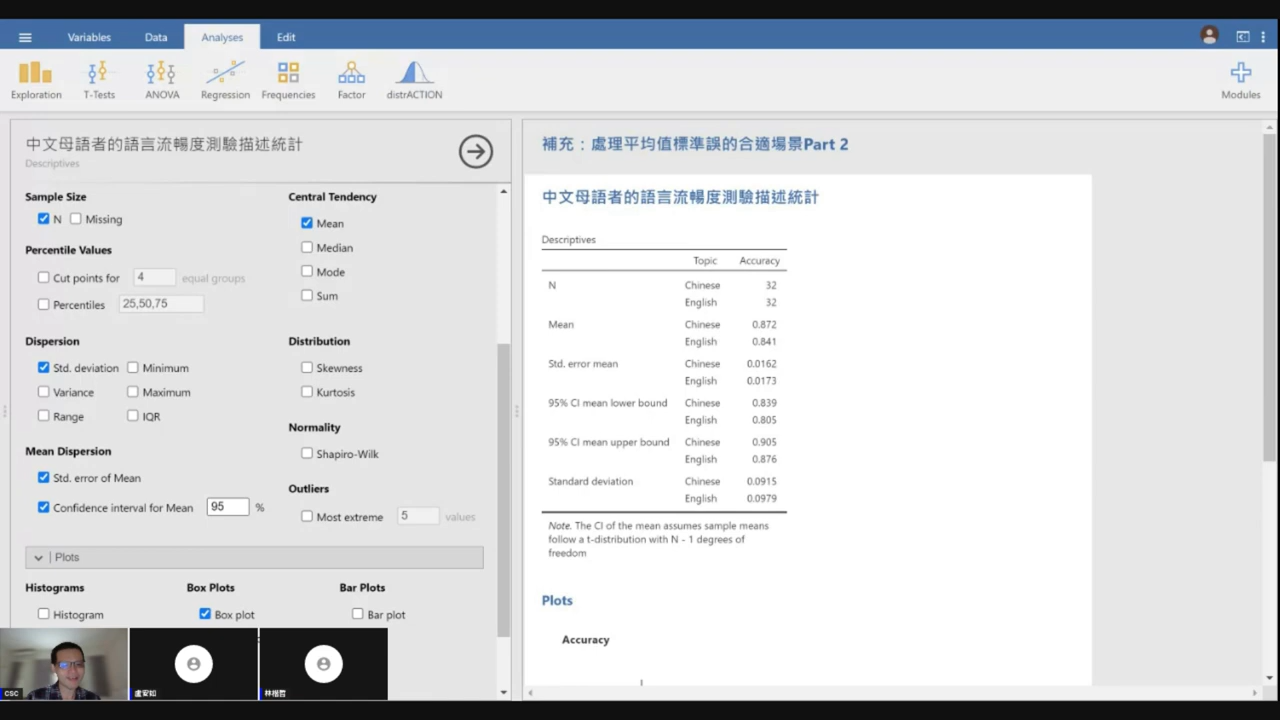 Variables Data Analyses Edit
Exploration T-Tests ANOVA Regression Frequencies Factor distrACTION Modules
中文母語者的語言流暢度測驗描述統計
Descriptives
Sample Size
N Missing
Percentile Values
Cut points for 4 equal groups
Percentiles 25,50,75
Dispersion
Std. deviation Minimum
Variance Maximum
Range IQR
Mean Dispersion
Std. error of Mean
Confidence interval for Mean 95 %
Central Tendency
Mean
Median
Mode
Sum
Distribution
Skewness
Kurtosis
Normality
Shapiro-Wilk
Outliers
Most extreme 5 values
Plots
Histograms Box Plots Bar Plots
Histogram Box plot Bar plot
補充：處理平均值標準誤的合適場景Part 2
中文母語者的語言流暢度測驗描述統計
Descriptives
Topic Accuracy
N Chinese 32
English 32
Mean Chinese 0.872
English 0.841
Std. error mean Chinese 0.0162
English 0.0173
95% CI mean lower bound Chinese 0.839
English 0.805
95% CI mean upper bound Chinese 0.905
English 0.876
Standard deviation Chinese 0.0915
English 0.0979
Note. The CI of the mean assumes sample means
follow a t-distribution with N - 1 degrees of
freedom
Plots
Accuracy
CSC